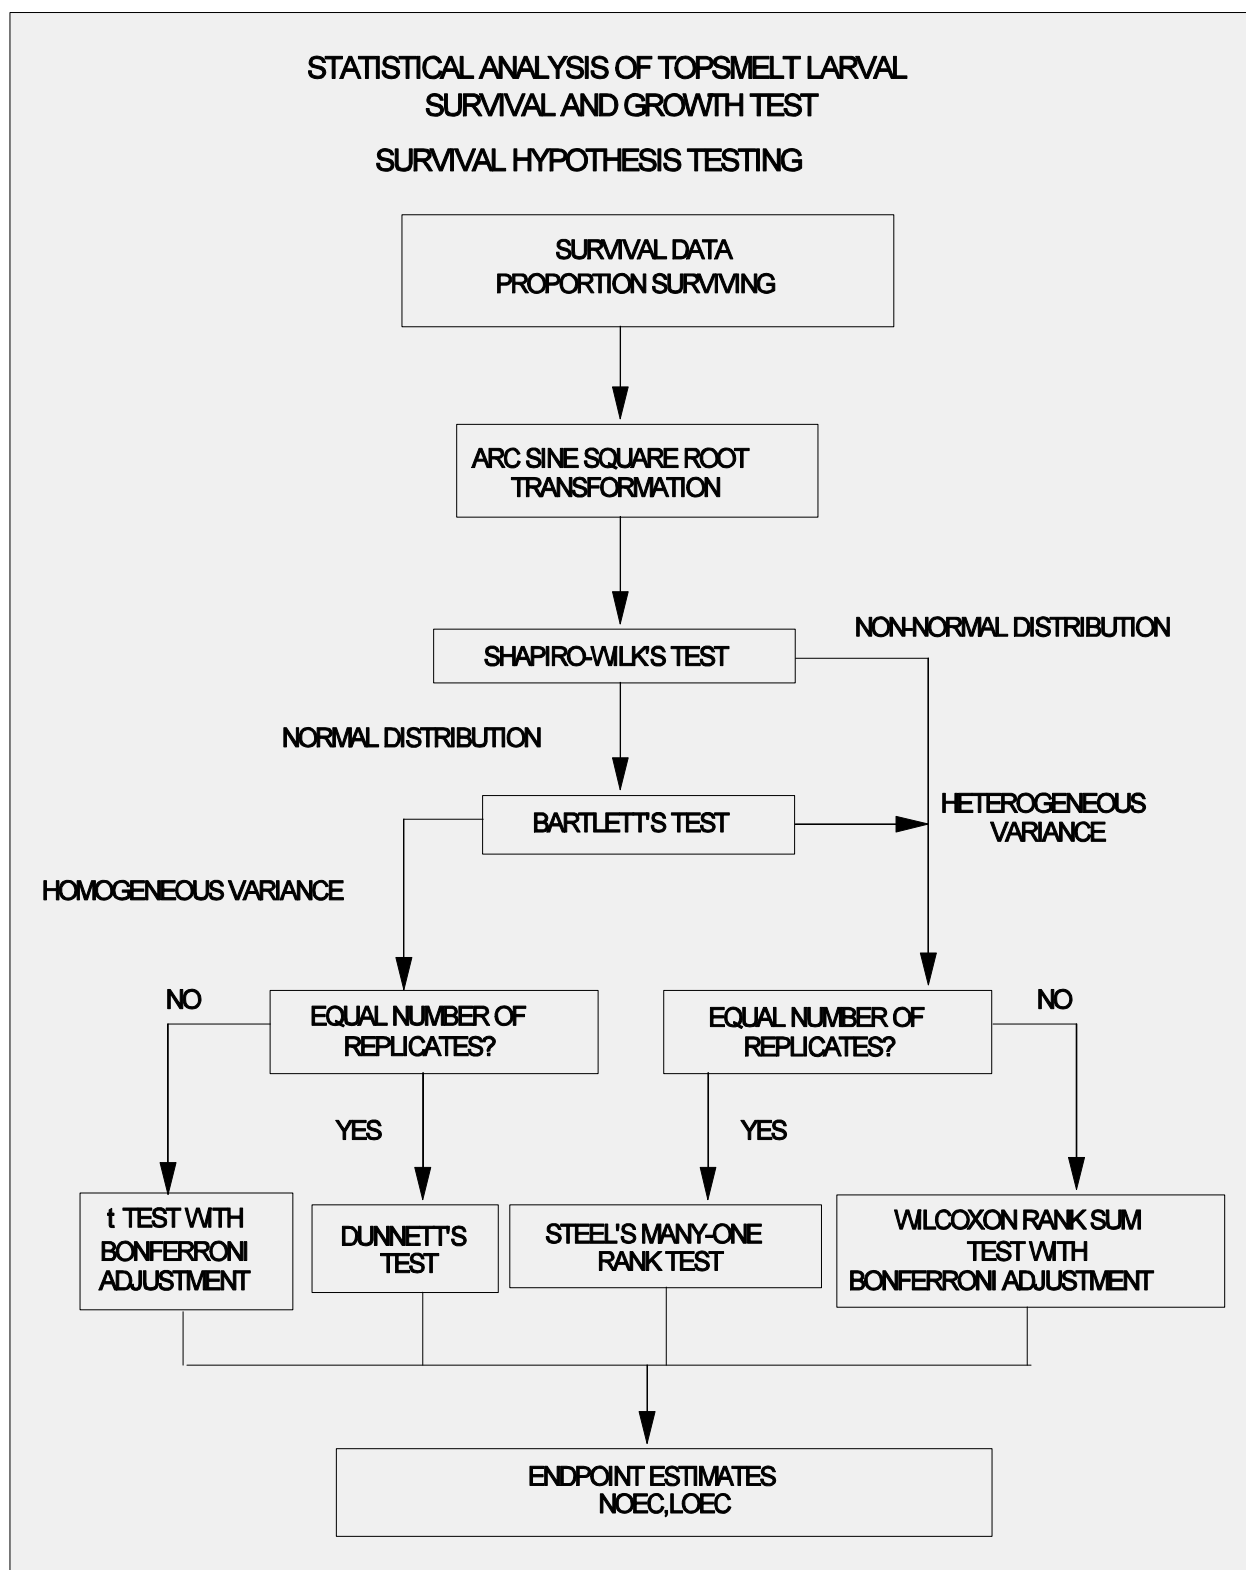 STATISTICAL ANALYSIS OF TOPSMELT LARVAL
SURVIVAL AND GROWTH TEST
SURVIVAL HYPOTHESIS TESTING
SURVIVAL DATA
PROPORTION SURVIVING
ARC SINE SQUARE ROOT
TRANSFORMATION
SHAPIRO-WILK'S TEST
NON-NORMAL DISTRIBUTION
NORMAL DISTRIBUTION
BARTLETT'S TEST
HETEROGENEOUS
VARIANCE
HOMOGENEOUS VARIANCE
NO
EQUAL NUMBER OF
REPLICATES?
EQUAL NUMBER OF
REPLICATES?
NO
YES
YES
t TEST WITH
BONFERRONI
ADJUSTMENT
DUNNETT'S
TEST
STEEL'S MANY-ONE
RANK TEST
WILCOXON RANK SUM
TEST WITH
BONFERRONI ADJUSTMENT
ENDPOINT ESTIMATES
NOEC,LOEC